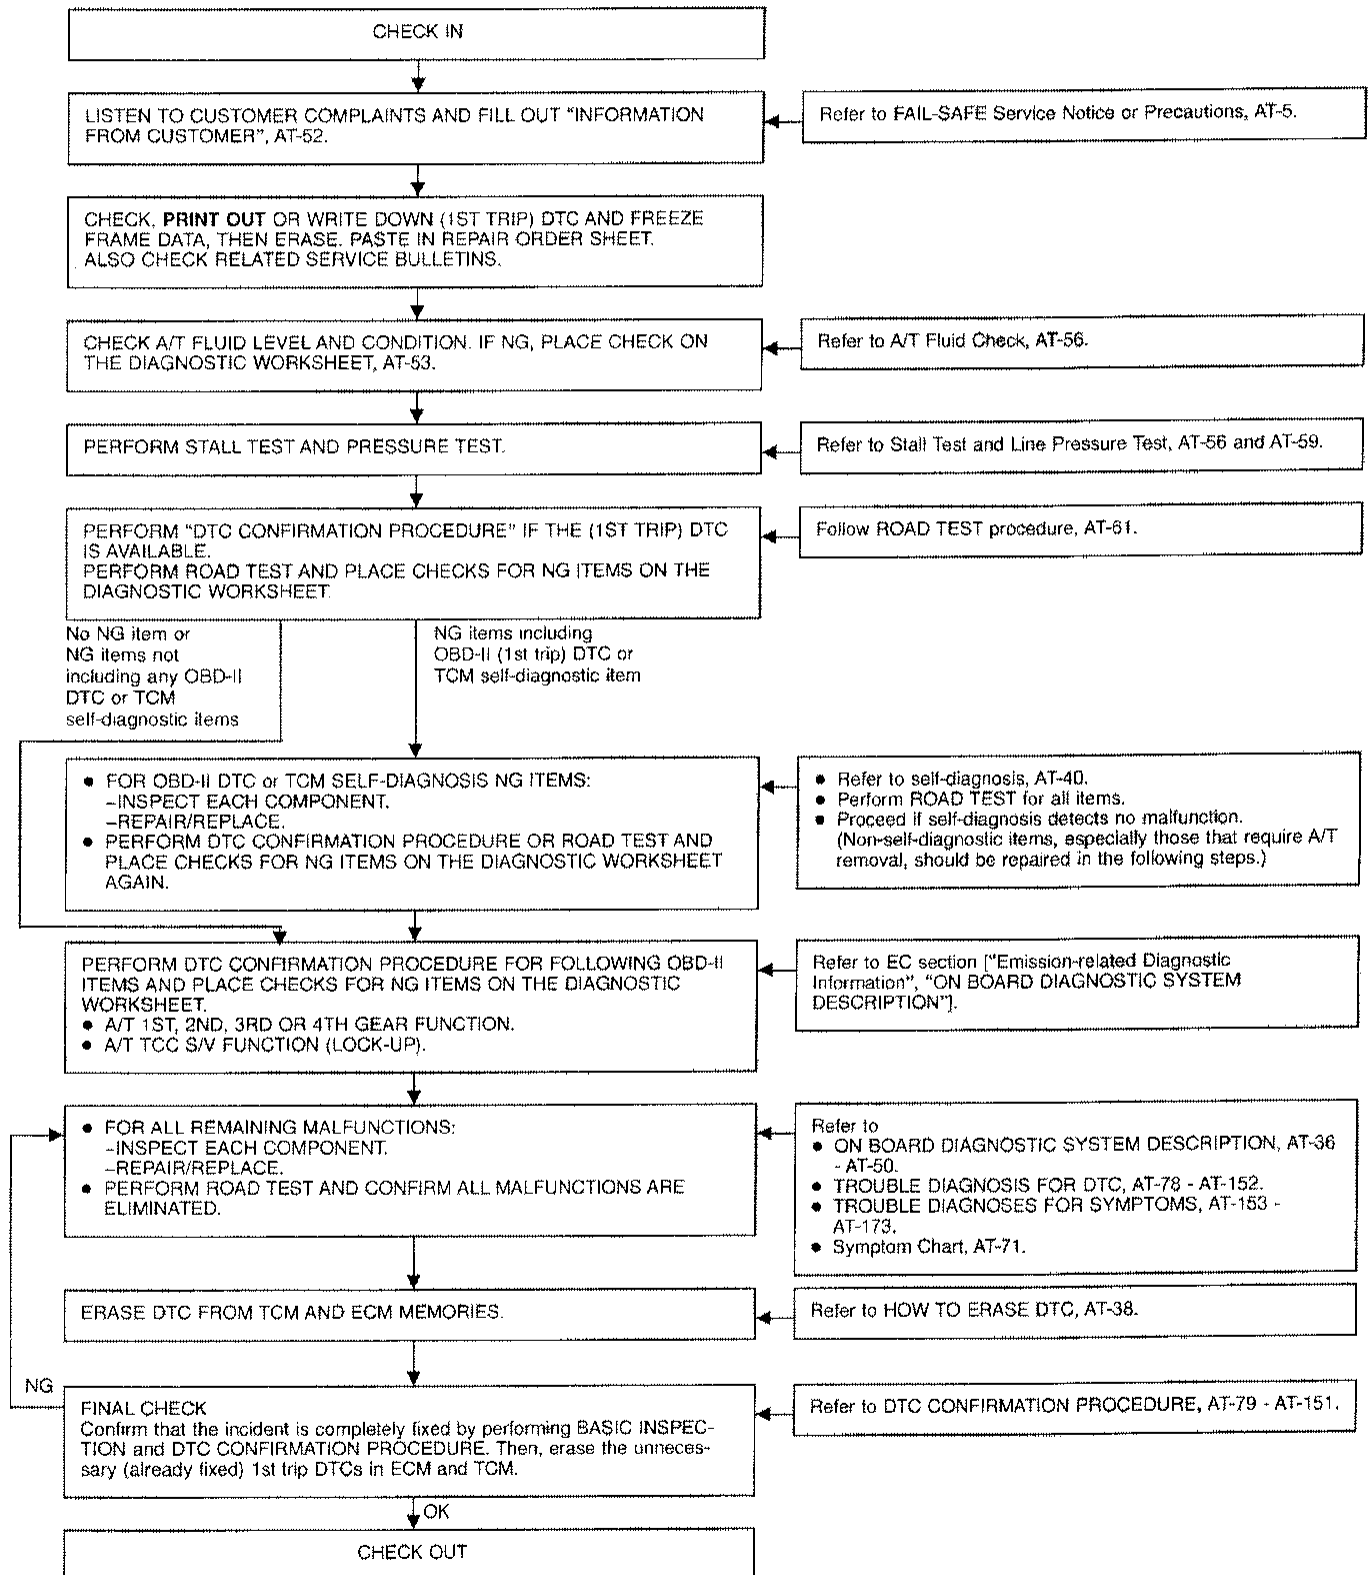 CHECK IN
LISTEN TO CUSTOMER COMPLAINTS AND FILL OUT “INFORMATION
FROM CUSTOMER”, AT-52.
Refer to FAIL-SAFE Service Notice or Precautions, AT-5.
CHECK, PRINT OUT OR WRITE DOWN (1ST TRIP) DTC AND FREEZE
FRAME DATA, THEN ERASE. PASTE IN REPAIR ORDER SHEET.
ALSO CHECK RELATED SERVICE BULLETINS.
CHECK A/T FLUID LEVEL AND CONDITION. IF NG, PLACE CHECK ON
THE DIAGNOSTIC WORKSHEET, AT-53.
Refer to A/T Fluid Check, AT-56.
PERFORM STALL TEST AND PRESSURE TEST.
Refer to Stall Test and Line Pressure Test, AT-56 and AT-59.
PERFORM “DTC CONFIRMATION PROCEDURE” IF THE (1ST TRIP) DTC
IS AVAILABLE.
PERFORM ROAD TEST AND PLACE CHECKS FOR NG ITEMS ON THE
DIAGNOSTIC WORKSHEET
Follow ROAD TEST procedure, AT-61.
No NG item or
NG items not
including any OBD-II
DTC or TCM
self-diagnostic items
NG items including
OBD-II (1st trip) DTC or
TCM self-diagnostic item
● FOR OBD-II DTC or TCM SELF-DIAGNOSIS NG ITEMS:
–INSPECT EACH COMPONENT.
–REPAIR/REPLACE.
● PERFORM DTC CONFIRMATION PROCEDURE OR ROAD TEST AND
PLACE CHECKS FOR NG ITEMS ON THE DIAGNOSTIC WORKSHEET
AGAIN.
● Refer to self-diagnosis, AT-40.
● Perform ROAD TEST for all items.
● Proceed if self-diagnosis detects no malfunction.
(Non-self-diagnostic items, especially those that require A/T
removal, should be repaired in the following steps.)
PERFORM DTC CONFIRMATION PROCEDURE FOR FOLLOWING OBD-II
ITEMS AND PLACE CHECKS FOR NG ITEMS ON THE DIAGNOSTIC
WORKSHEET.
● A/T 1ST, 2ND, 3RD OR 4TH GEAR FUNCTION.
● A/T TCC S/V FUNCTION (LOCK-UP).
Refer to EC section [“Emission-related Diagnostic
Information”, “ON BOARD DIAGNOSTIC SYSTEM
DESCRIPTION”].
● FOR ALL REMAINING MALFUNCTIONS:
–INSPECT EACH COMPONENT.
–REPAIR/REPLACE.
● PERFORM ROAD TEST AND CONFIRM ALL MALFUNCTIONS ARE
ELIMINATED.
Refer to
● ON BOARD DIAGNOSTIC SYSTEM DESCRIPTION, AT-36
- AT-50.
● TROUBLE DIAGNOSIS FOR DTC, AT-78 - AT-152.
● TROUBLE DIAGNOSES FOR SYMPTOMS, AT-153 -
AT-173.
● Symptom Chart, AT-71.
ERASE DTC FROM TCM AND ECM MEMORIES.
Refer to HOW TO ERASE DTC, AT-38.
NG
FINAL CHECK
Confirm that the incident is completely fixed by performing BASIC INSPEC-
TION and DTC CONFIRMATION PROCEDURE. Then, erase the unneces-
sary (already fixed) 1st trip DTCs in ECM and TCM.
Refer to DTC CONFIRMATION PROCEDURE, AT-79 - AT-151.
OK
CHECK OUT